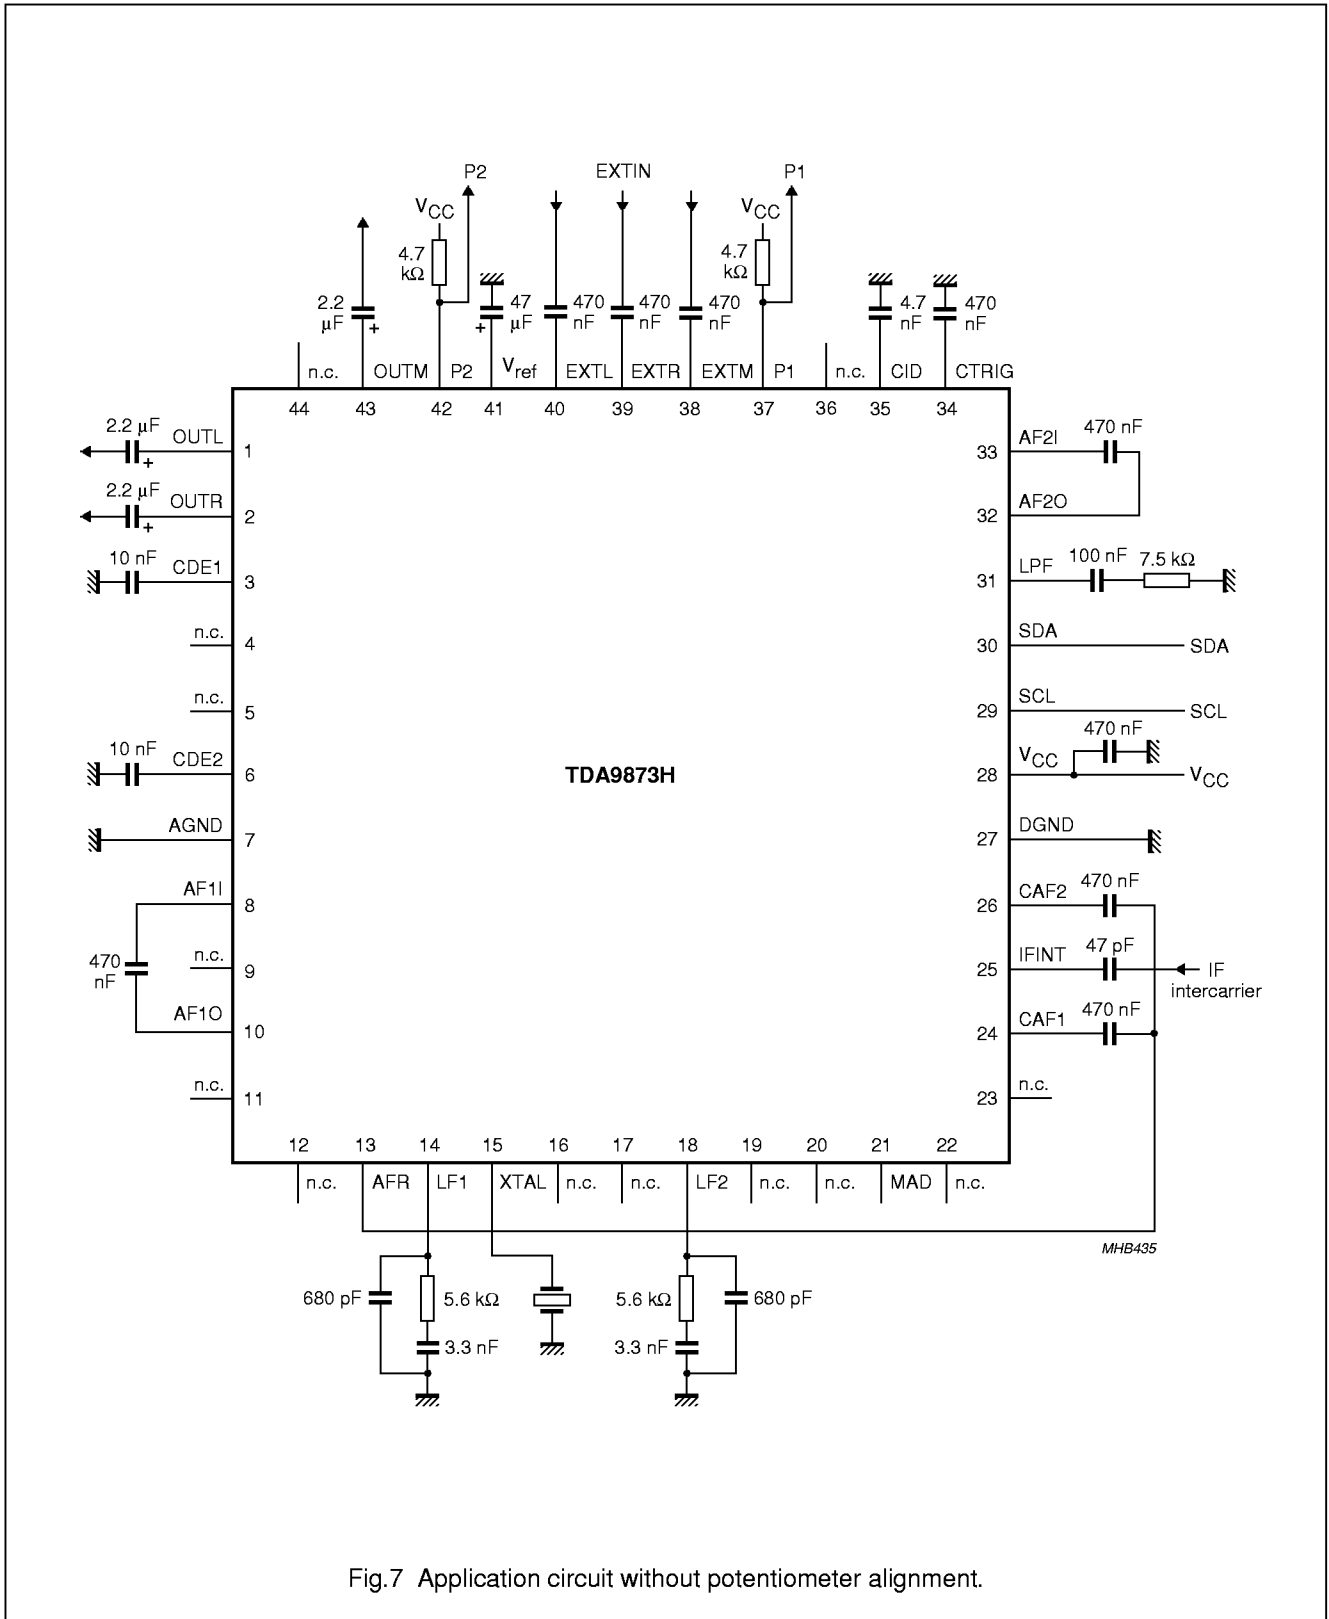 P2 EXTIN P1
VCC VCC
4.7 kΩ 4.7 kΩ
2.2 μF + 47 μF + 470 nF 470 nF 470 nF 4.7 nF 470 nF
n.c. OUTM P2 Vref EXTL EXTR EXTM P1 n.c. CID CTRIG
44 43 42 41 40 39 38 37 36 35 34
2.2 μF + OUTL 1
33 AF2I 470 nF
2.2 μF + OUTR 2
32 AF2O
10 nF CDE1 3
31 LPF 100 nF 7.5 kΩ
n.c. 4
30 SDA SDA
n.c. 5
29 SCL SCL
470 nF
10 nF CDE2 6
TDA9873H
28 VCC VCC
AGND 7
27 DGND
AF1I 8
26 CAF2 470 nF
470 nF
n.c. 9
25 IFINT 47 pF IF intercarrier
AF1O 10
24 CAF1 470 nF
n.c. 11
23 n.c.
12 13 14 15 16 17 18 19 20 21 22
n.c. AFR LF1 XTAL n.c. n.c. LF2 n.c. n.c. MAD n.c.
MHB435
680 pF 5.6 kΩ 5.6 kΩ 680 pF
3.3 nF 3.3 nF
Fig.7 Application circuit without potentiometer alignment.